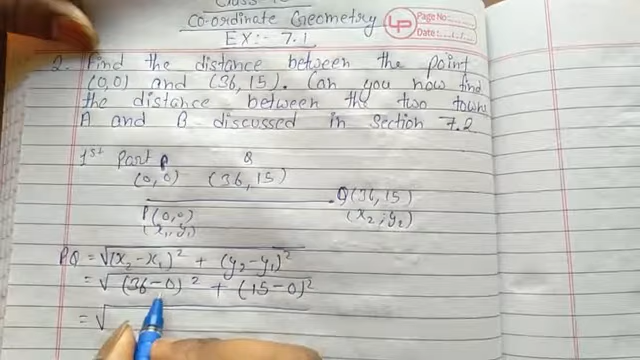 Co-ordinate Geometry
EX:- 7.1
LP
Page No.:
Date:
2. Find the distance between the point
(0,0) and (36,15). Can you now find
the distance between the two towns
A and B discussed in Section 7.2
1st Part P Q
(0,0) (36,15)
Q(36,15)
P(0,0) (x₂,y₂)
(x₁,y₁)
PQ = √(x₂-x₁)² + (y₂-y₁)²
= √(36-0)² + (15-0)²
= √